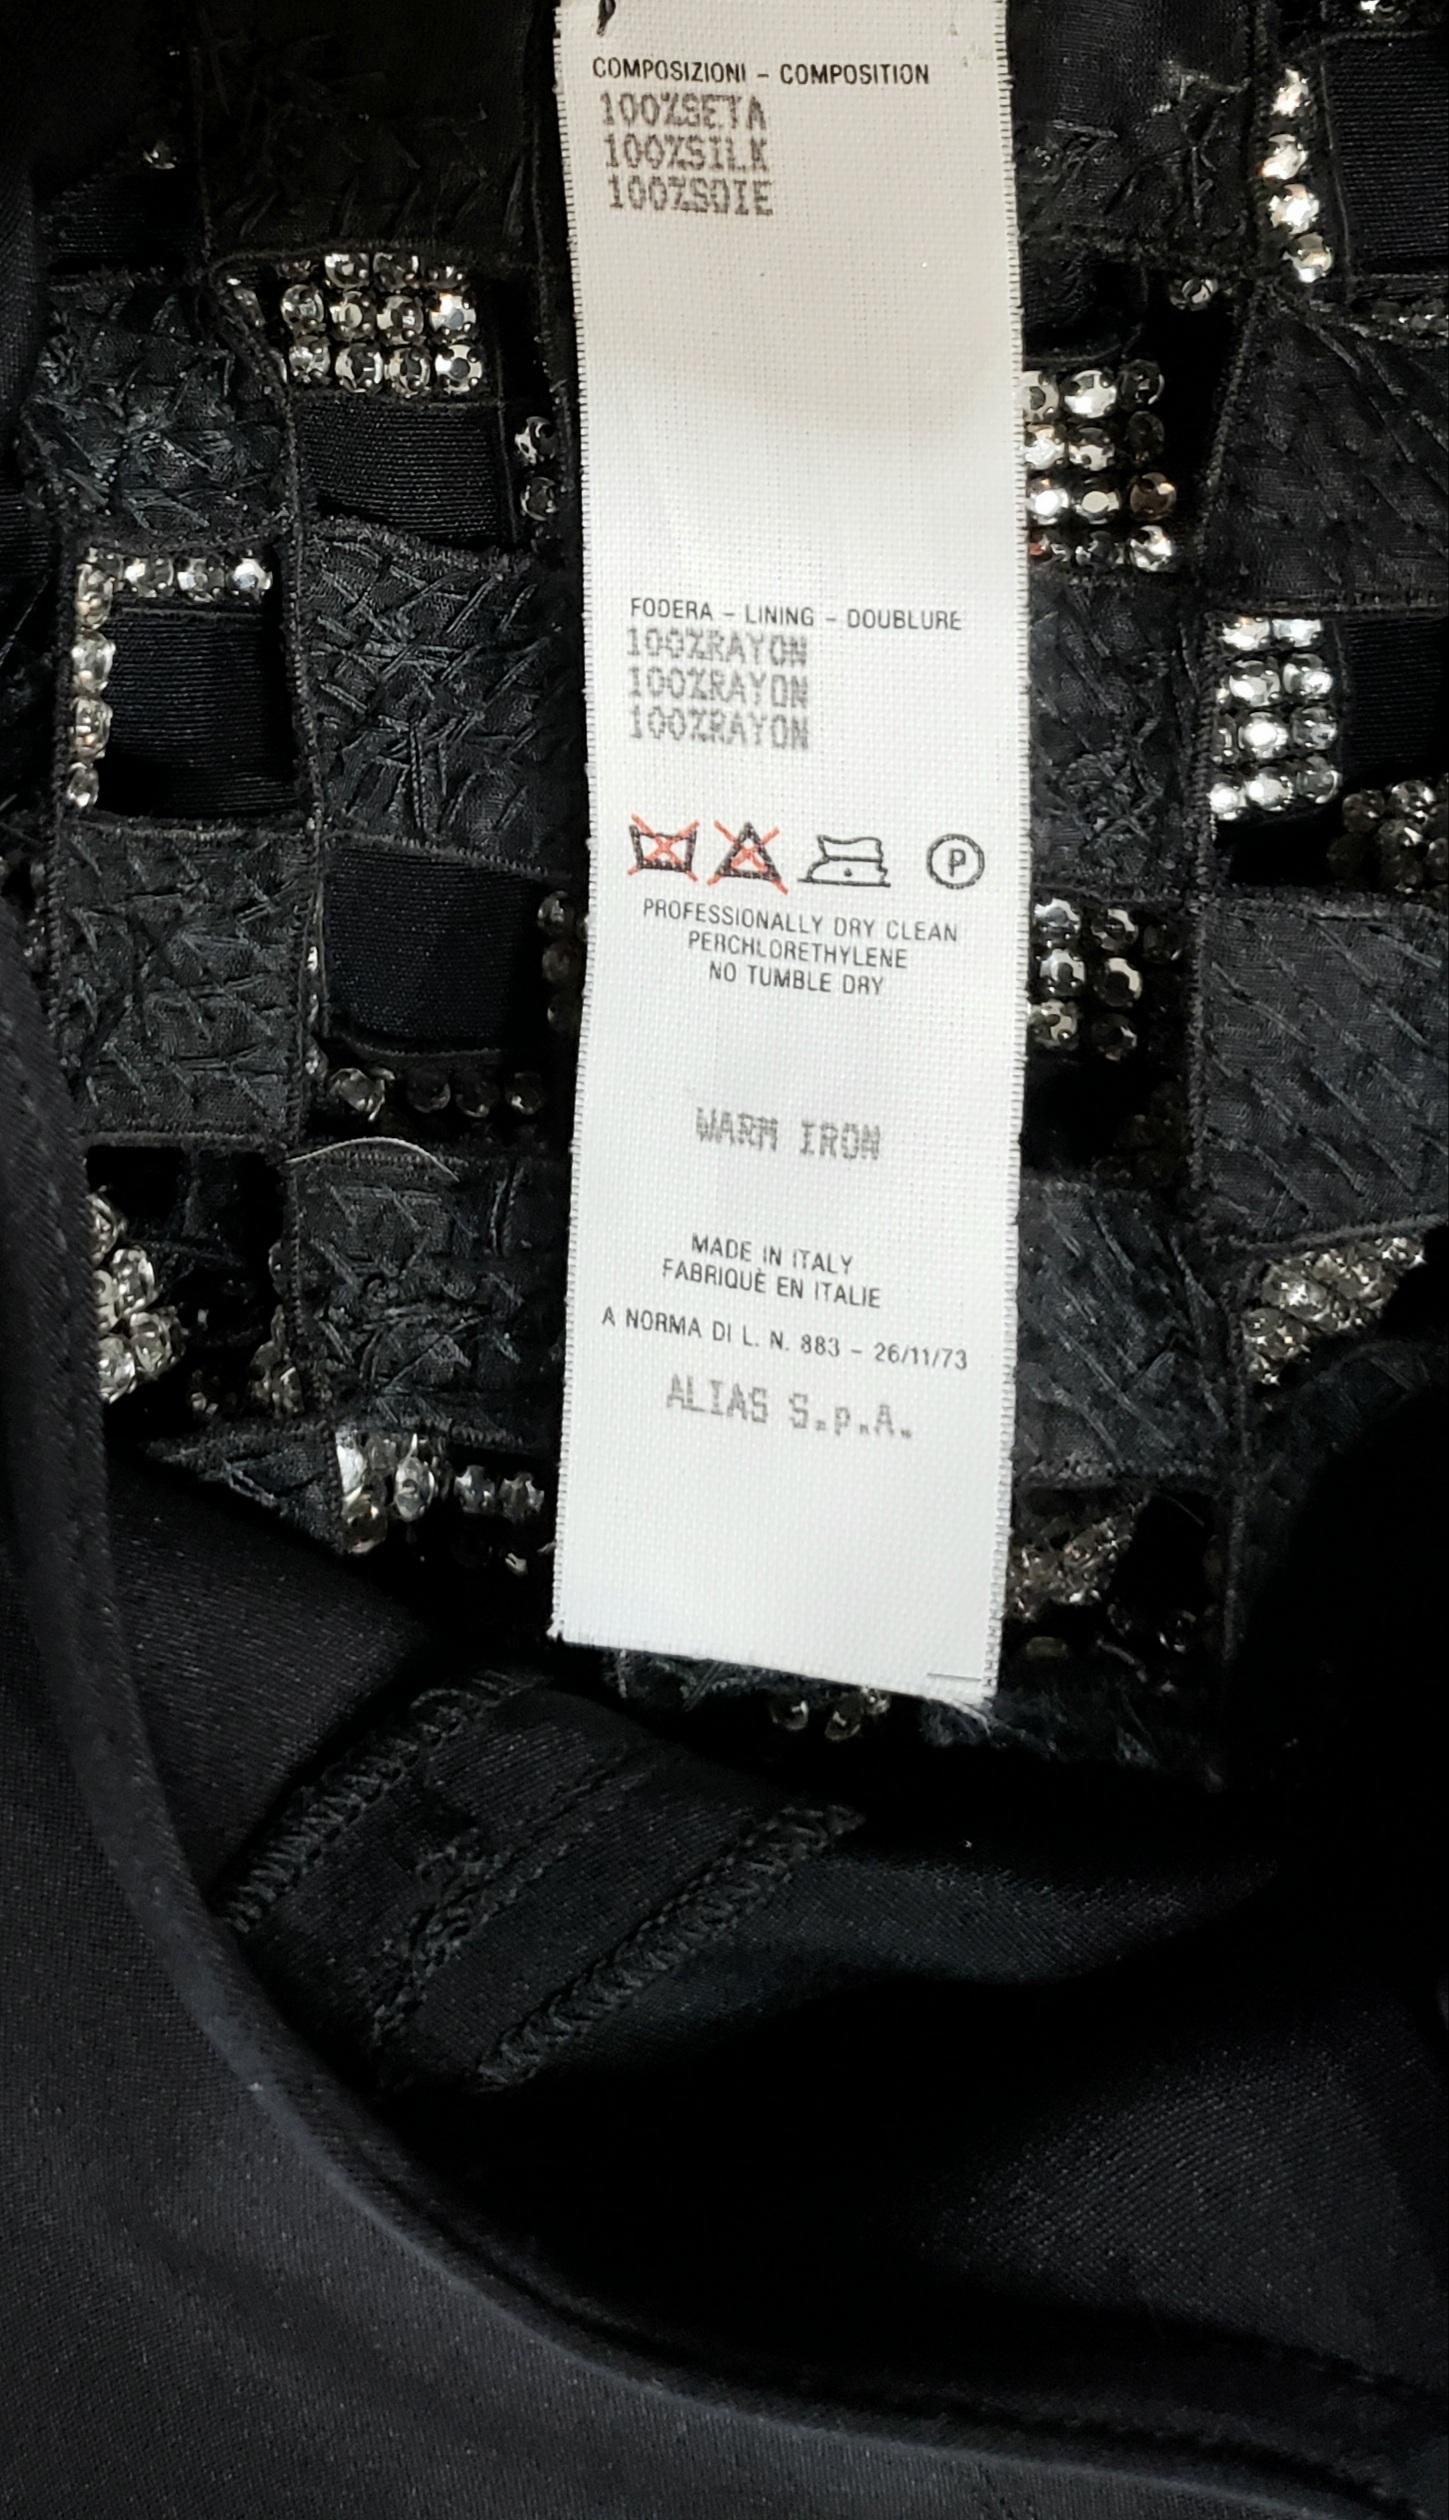 COMPOSIZIONI - COMPOSITION
100%SETA
100%SILK
100%SOIE
FODERA - LINING - DOUBLURE
100%RAYON
100%RAYON
100%RAYON
P
PROFESSIONALLY DRY CLEAN
PERCHLORETHYLENE
NO TUMBLE DRY
WARM IRON
MADE IN ITALY
FABRIQUÈ EN ITALIE
A NORMA DI L. N. 883 - 26/11/73
ALIAS S.p.A.